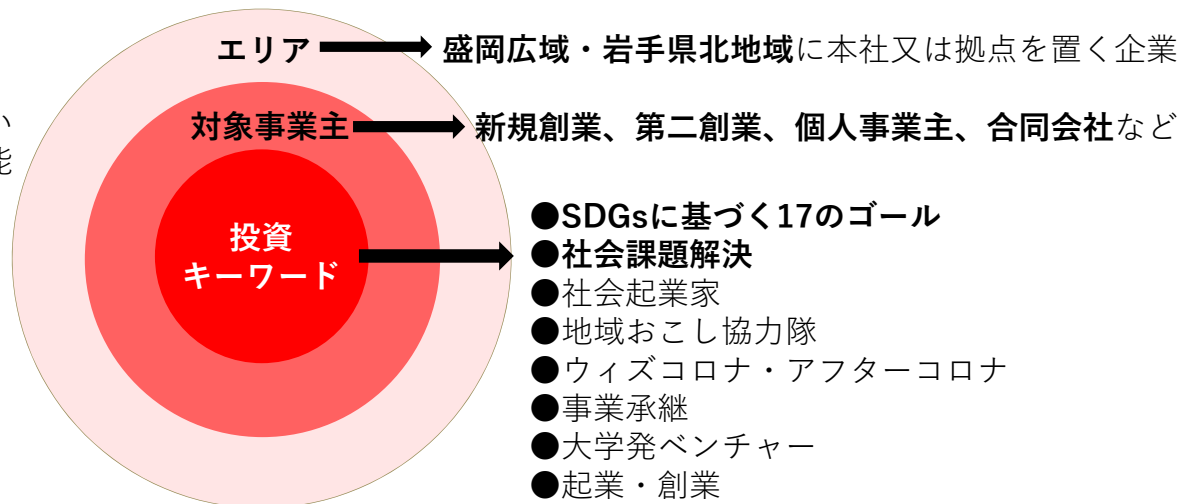 エリア
盛岡広域・岩手県北地域に本社又は拠点を置く企業
い
能
対象事業主
新規創業、第二創業、個人事業主、合同会社など
投資
キーワード
●SDGsに基づく17のゴール
●社会課題解決
●社会起業家
●地域おこし協力隊
●ウィズコロナ・アフターコロナ
●事業承継
●大学発ベンチャー
●起業・創業